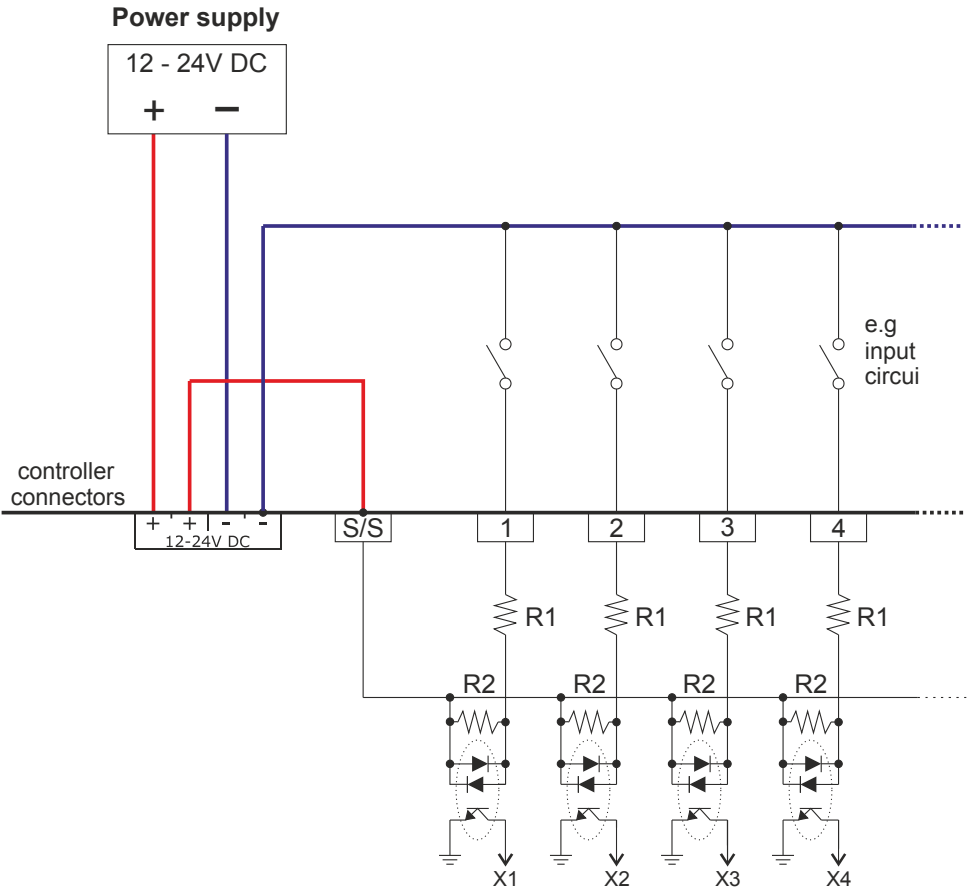 Power supply
12 - 24V DC
+ −
e.g
input
circui
controller
connectors
+ + - -
12-24V DC
S/S 1 2 3 4
R1 R1 R1 R1
R2 R2 R2 R2
X1 X2 X3 X4